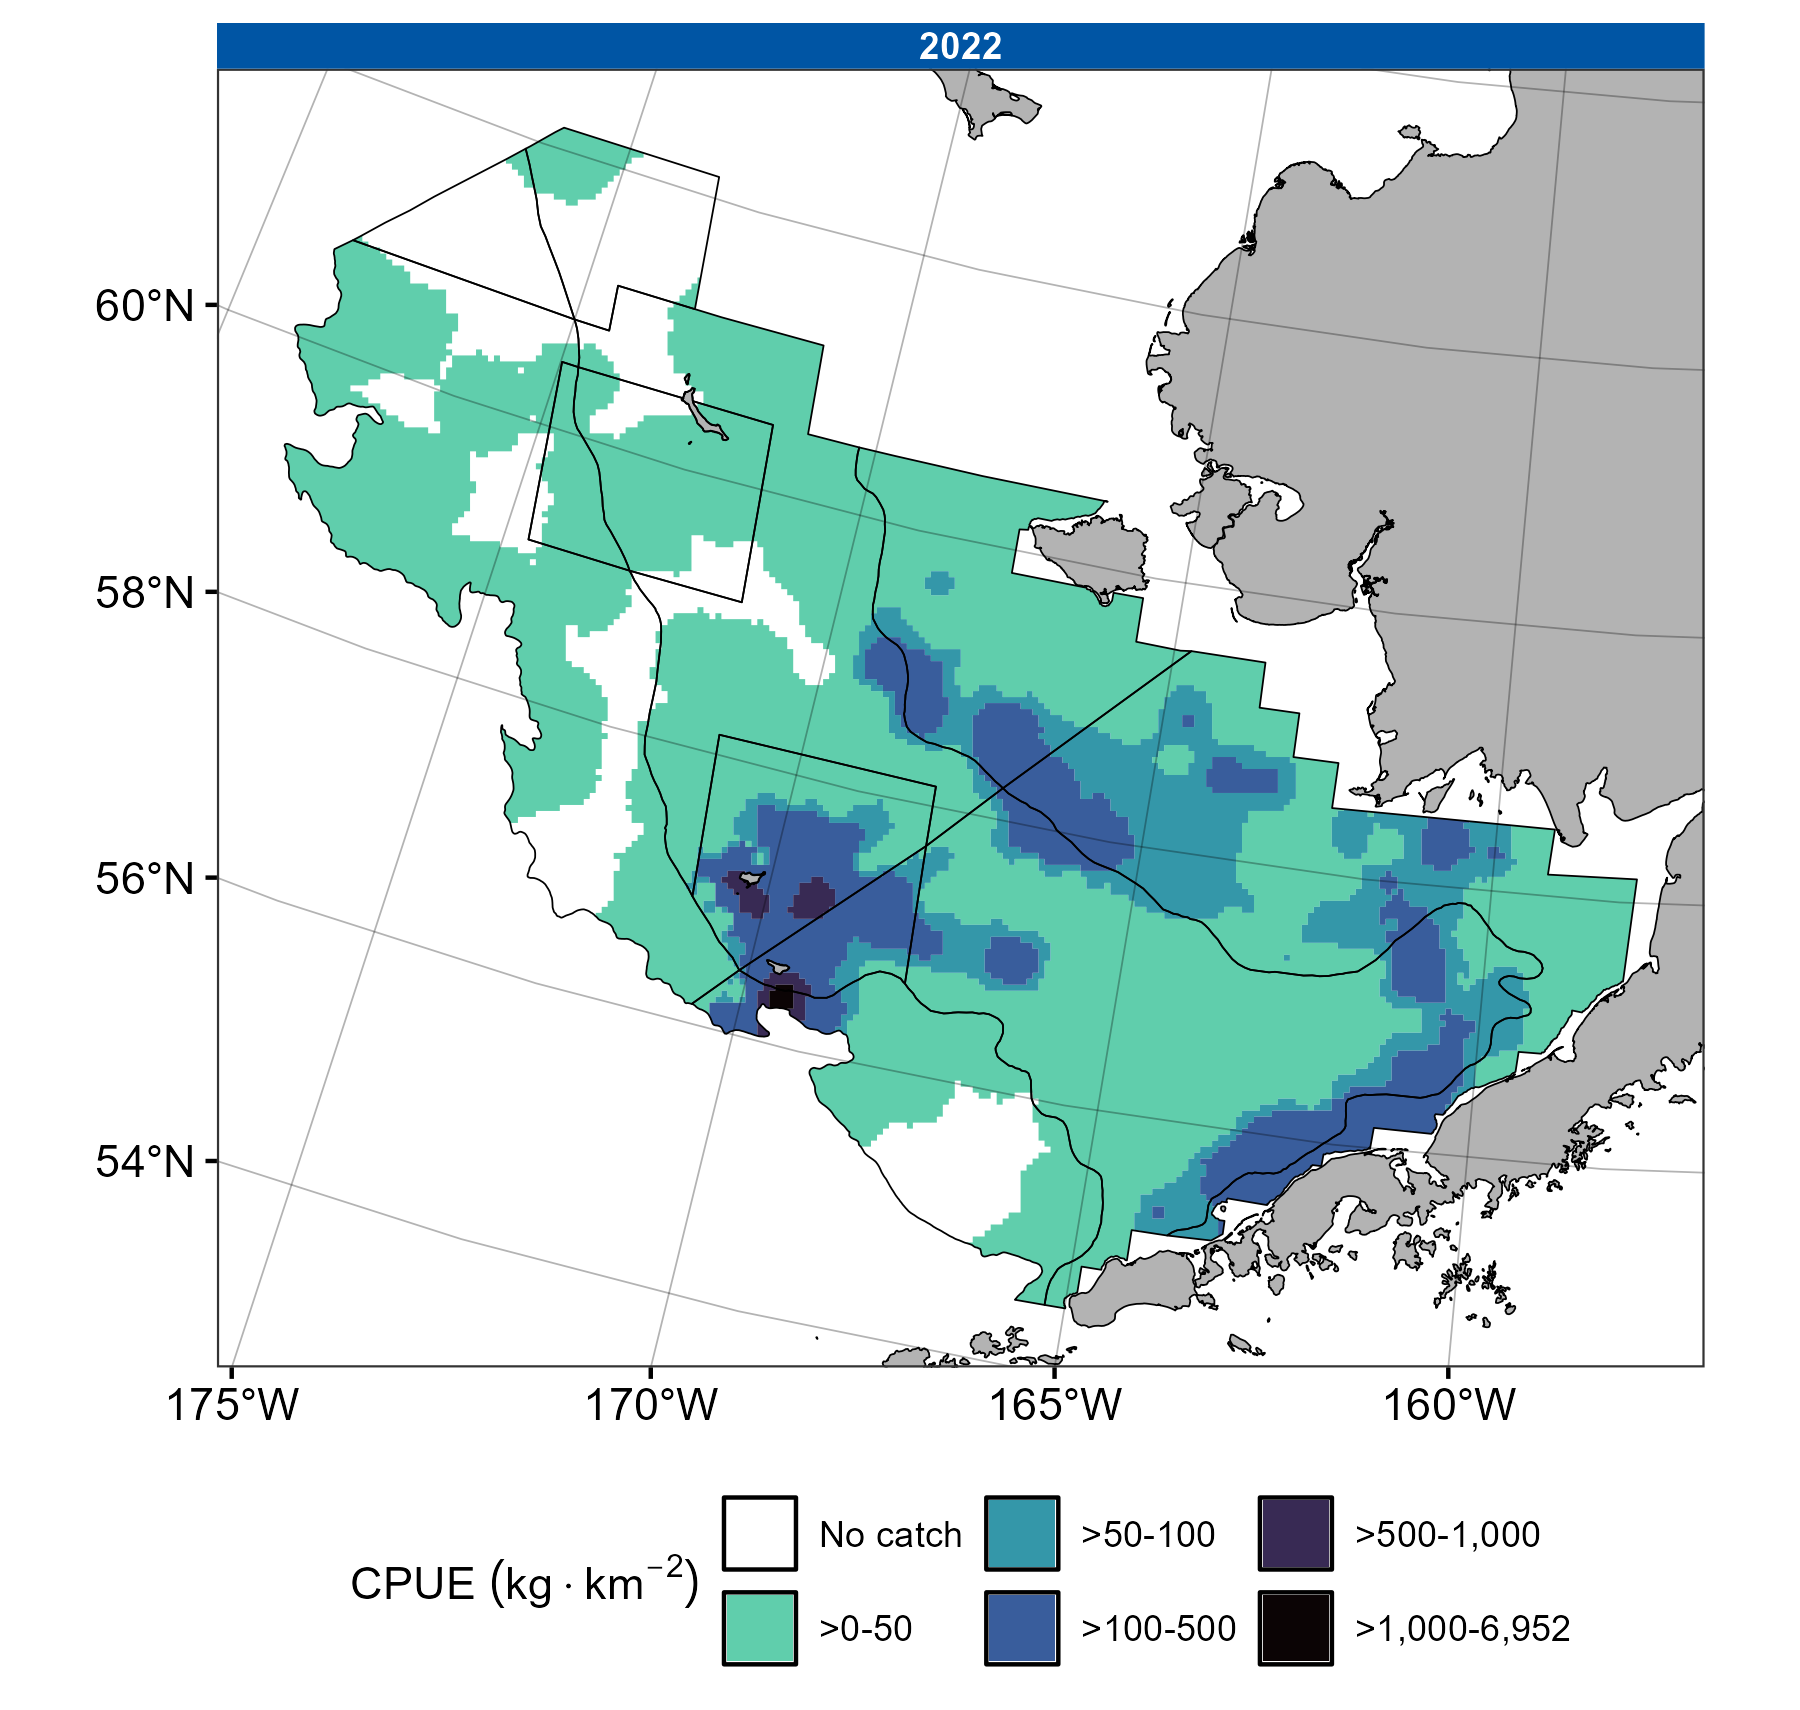 2022
60°N
58°N
56°N
54°N
175°W 170°W 165°W 160°W
CPUE (kg · km⁻²)
No catch >50-100 >500-1,000
>0-50 >100-500 >1,000-6,952